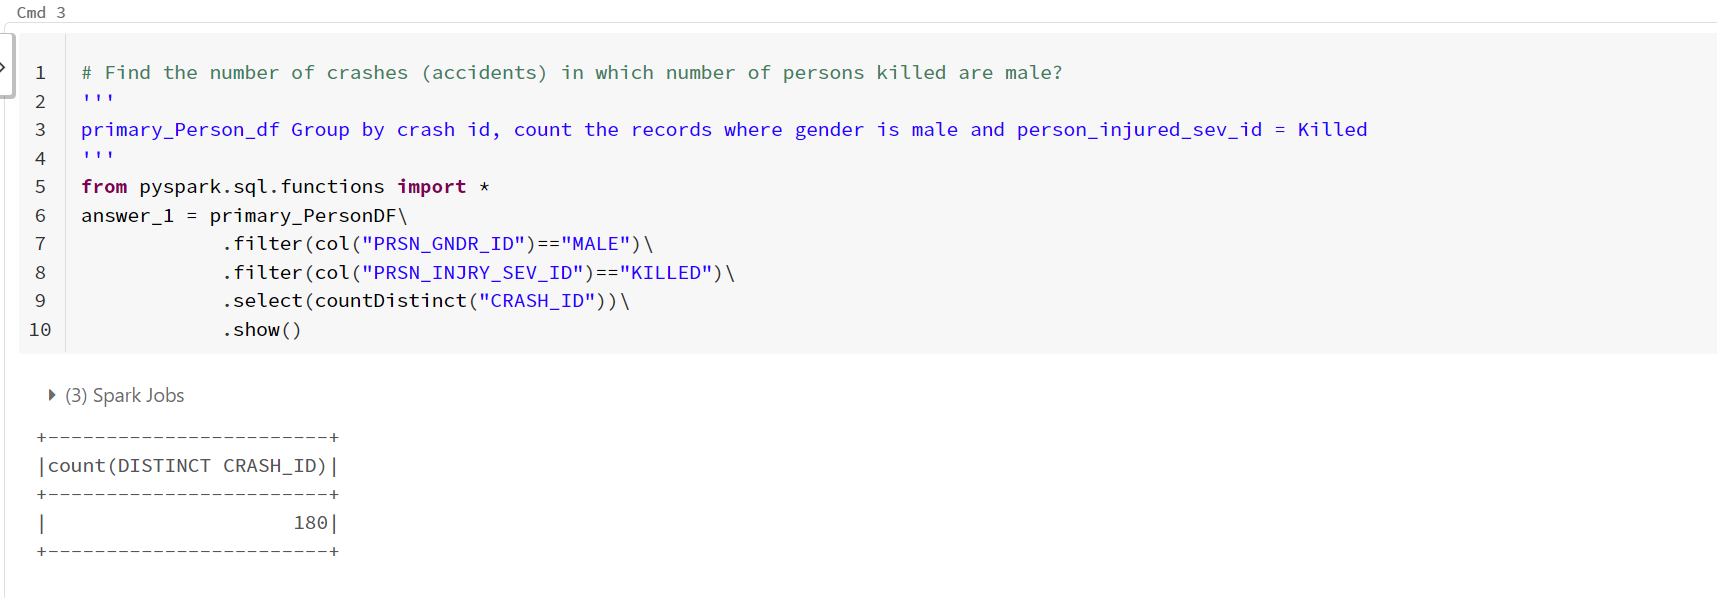 Cmd 3
1 # Find the number of crashes (accidents) in which number of persons killed are male?
2 '''
3 primary_Person_df Group by crash id, count the records where gender is male and person_injured_sev_id = Killed
4 '''
5 from pyspark.sql.functions import *
6 answer_1 = primary_PersonDF\
7             .filter(col("PRSN_GNDR_ID")=="MALE")\
8             .filter(col("PRSN_INJRY_SEV_ID")=="KILLED")\
9             .select(countDistinct("CRASH_ID"))\
10             .show()
(3) Spark Jobs
+------------------------+
|count(DISTINCT CRASH_ID)|
+------------------------+
|                     180|
+------------------------+